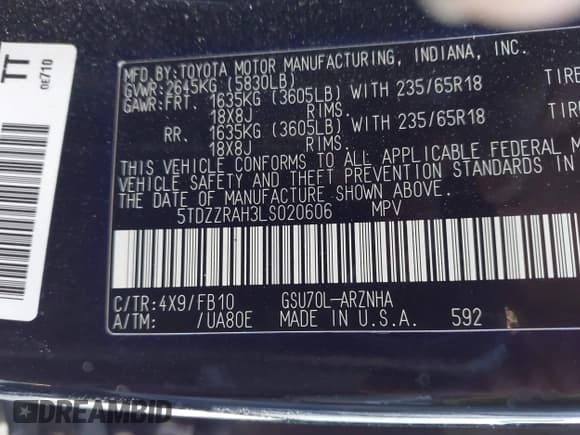 TT
0E710
MFD.BY:TOYOTA MOTOR MANUFACTURING, INDIANA, INC.
GVWR:2645KG (5830LB)
GAWR:FRT. 1635KG (3605LB) WITH 235/65R18 TIRE
18X8J RIMS.
RR. 1635KG (3605LB) WITH 235/65R18 TIRE
18X8J RIMS.
THIS VEHICLE CONFORMS TO ALL APPLICABLE FEDERAL M
VEHICLE SAFETY AND THEFT PREVENTION STANDARDS IN
THE DATE OF MANUFACTURE SHOWN ABOVE.
5TDZZRAH3LS020606 MPV
C/TR:4X9/FB10 GSU70L-ARZNHA
A/TM: /UA80E MADE IN U.S.A. 592
DREAMBID